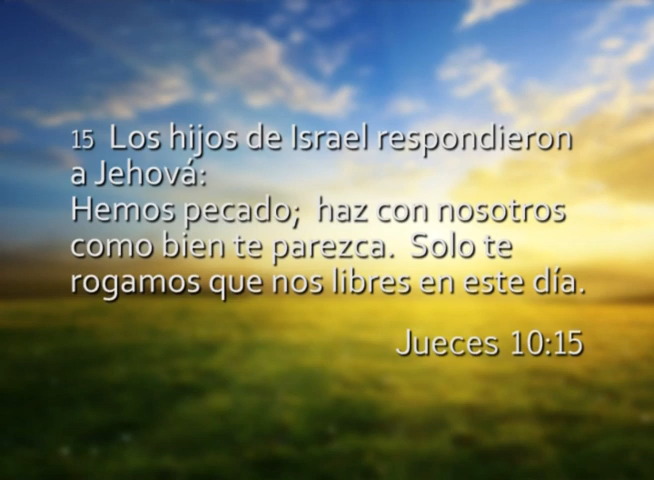 15 Los hijos de Israel respondieron
a Jehová:
Hemos pecado; haz con nosotros
como bien te parezca. Solo te
rogamos que nos libres en este día.
Jueces 10:15